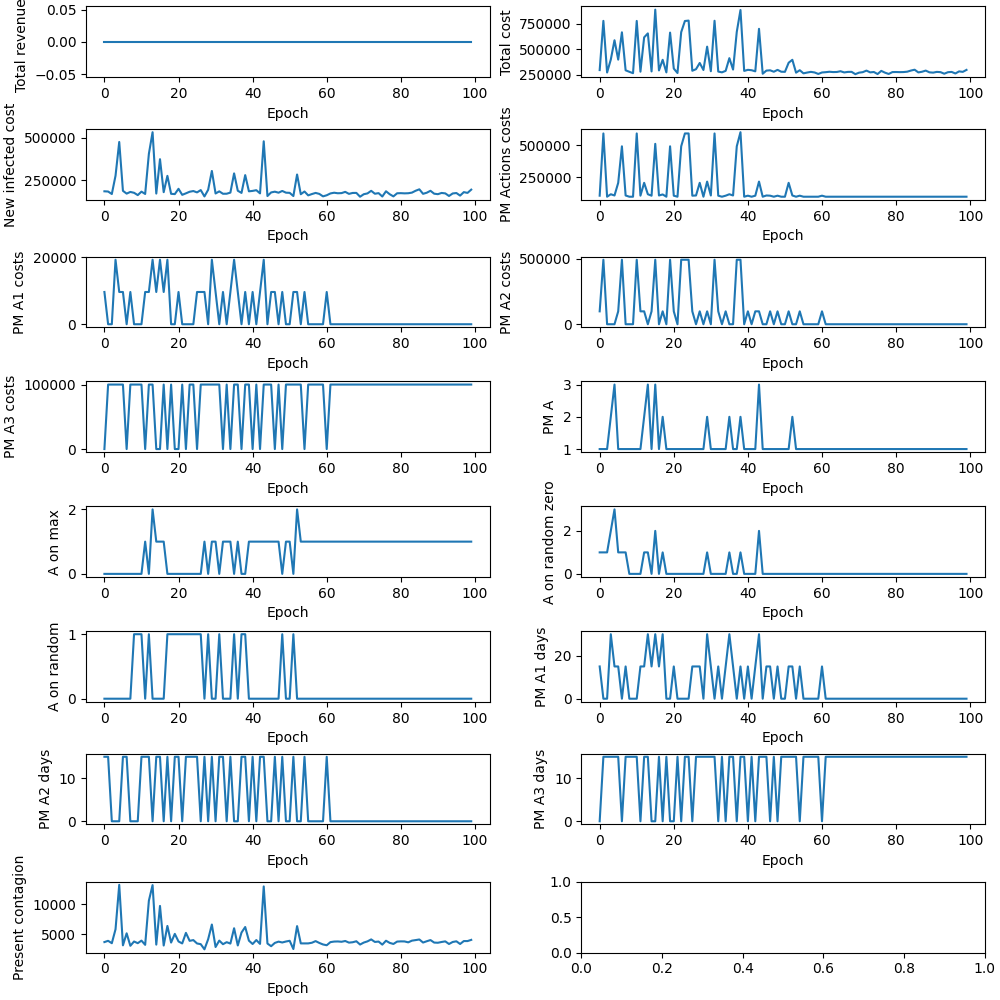 Total revenue
0.05
0.00
−0.05
0 20 40 60 80 100
Epoch
Total cost
750000
500000
250000
0 20 40 60 80 100
Epoch
New infected cost
500000
250000
0 20 40 60 80 100
Epoch
PM Actions costs
500000
250000
0 20 40 60 80 100
Epoch
PM A1 costs
20000
0
0 20 40 60 80 100
Epoch
PM A2 costs
500000
0
0 20 40 60 80 100
Epoch
PM A3 costs
100000
0
0 20 40 60 80 100
Epoch
PM A
3
2
1
0 20 40 60 80 100
Epoch
A on max
2
0
0 20 40 60 80 100
Epoch
A on random zero
2
0
0 20 40 60 80 100
Epoch
A on random
1
0
0 20 40 60 80 100
Epoch
PM A1 days
20
0
0 20 40 60 80 100
Epoch
PM A2 days
10
0
0 20 40 60 80 100
Epoch
PM A3 days
10
0
0 20 40 60 80 100
Epoch
Present contagion
10000
5000
0 20 40 60 80 100
Epoch
1.0
0.5
0.0
0.0 0.2 0.4 0.6 0.8 1.0